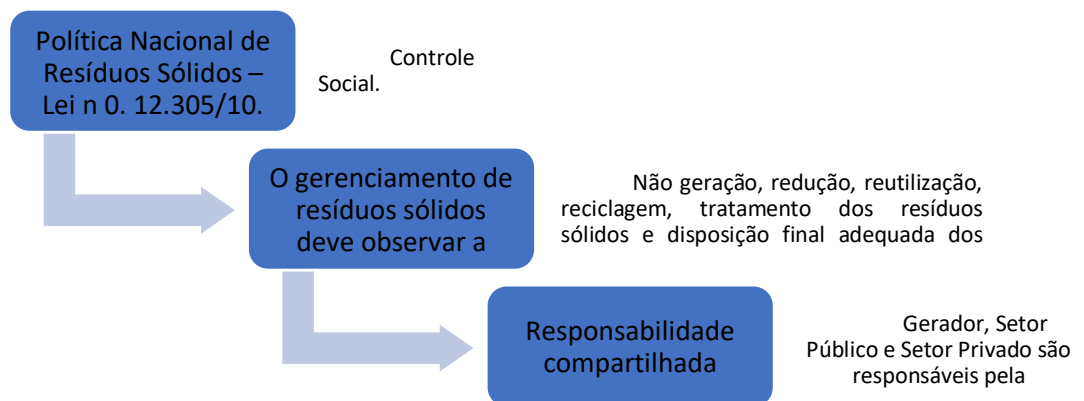 Política Nacional de
Resíduos Sólidos –
Lei n 0. 12.305/10.
Controle
Social.
O gerenciamento de
resíduos sólidos
deve observar a
Não geração, redução, reutilização,
reciclagem, tratamento dos resíduos
sólidos e disposição final adequada dos
Responsabilidade
compartilhada
Gerador, Setor
Público e Setor Privado são
responsáveis pela